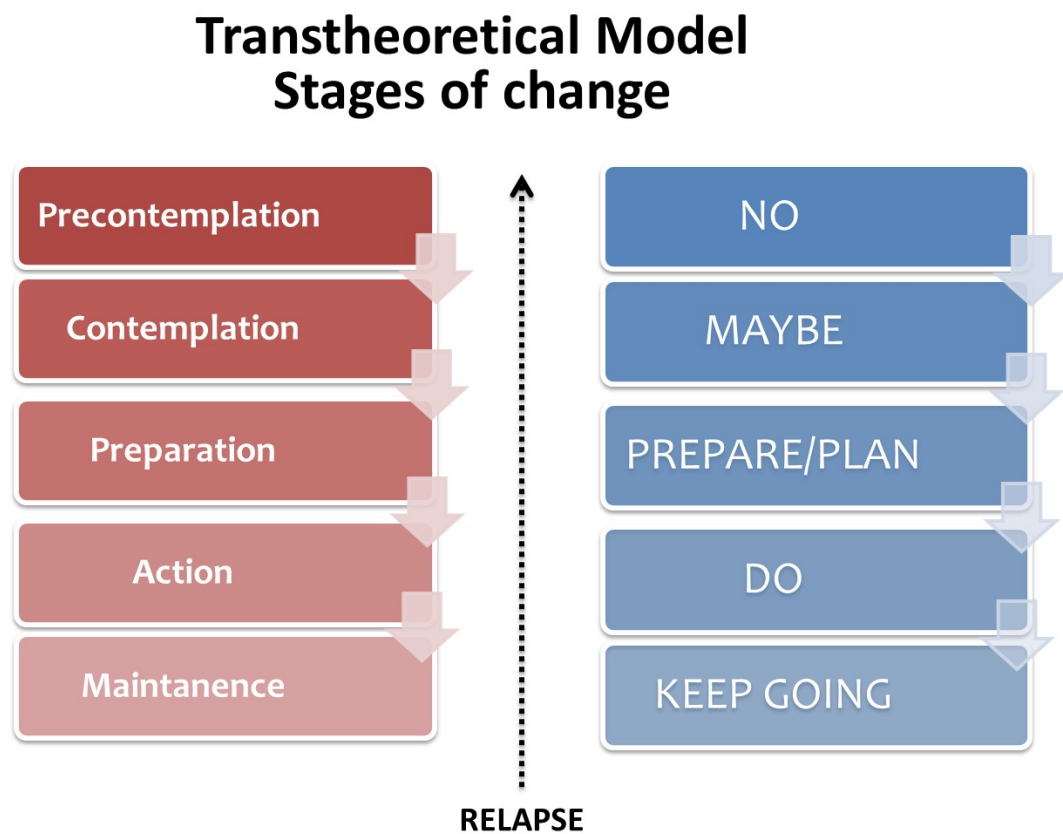 Transtheoretical Model
Stages of change
Precontemplation
Contemplation
Preparation
Action
Maintanence
NO
MAYBE
PREPARE/PLAN
DO
KEEP GOING
RELAPSE